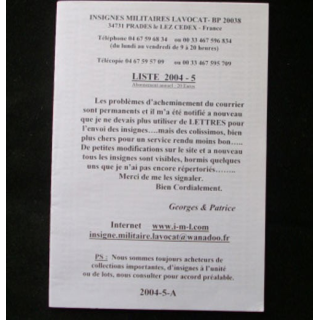 INSIGNES MILITAIRES LAVOCAT- BP 20038
34731 PRADES le LEZ CEDEX - France
Téléphone 04 67 59 68 34 ou 00 33 467 596 834
(du lundi au vendredi de 9 à 20 heures)
Télécopie 04 67 59 57 09 ou 00 33 467 595 709
LISTE 2004 - 5
Abonnement annuel : 20 Euros
Les problèmes d'acheminement du courrier
sont permanents et il m'a été notifié a nouveau
que je ne devais plus utiliser de LETTRES pour
l'envoi des insignes….mais des colissimos, bien
plus chers pour un service rendu moins bon…..
De petites modifications sur le site et a nouveau
tous les insignes sont visibles, hormis quelques
uns que je n'ai pas encore répertoriés…….
Merci de me les signaler.
Bien Cordialement.
Georges & Patrice
Internet www.i-m-l.com
insigne.militaire.lavocat@wanadoo.fr
PS : Nous sommes toujours acheteurs de
collections importantes, d'insignes à l'unité
ou de lots, nous consulter pour accord préalable.
2004-5-A